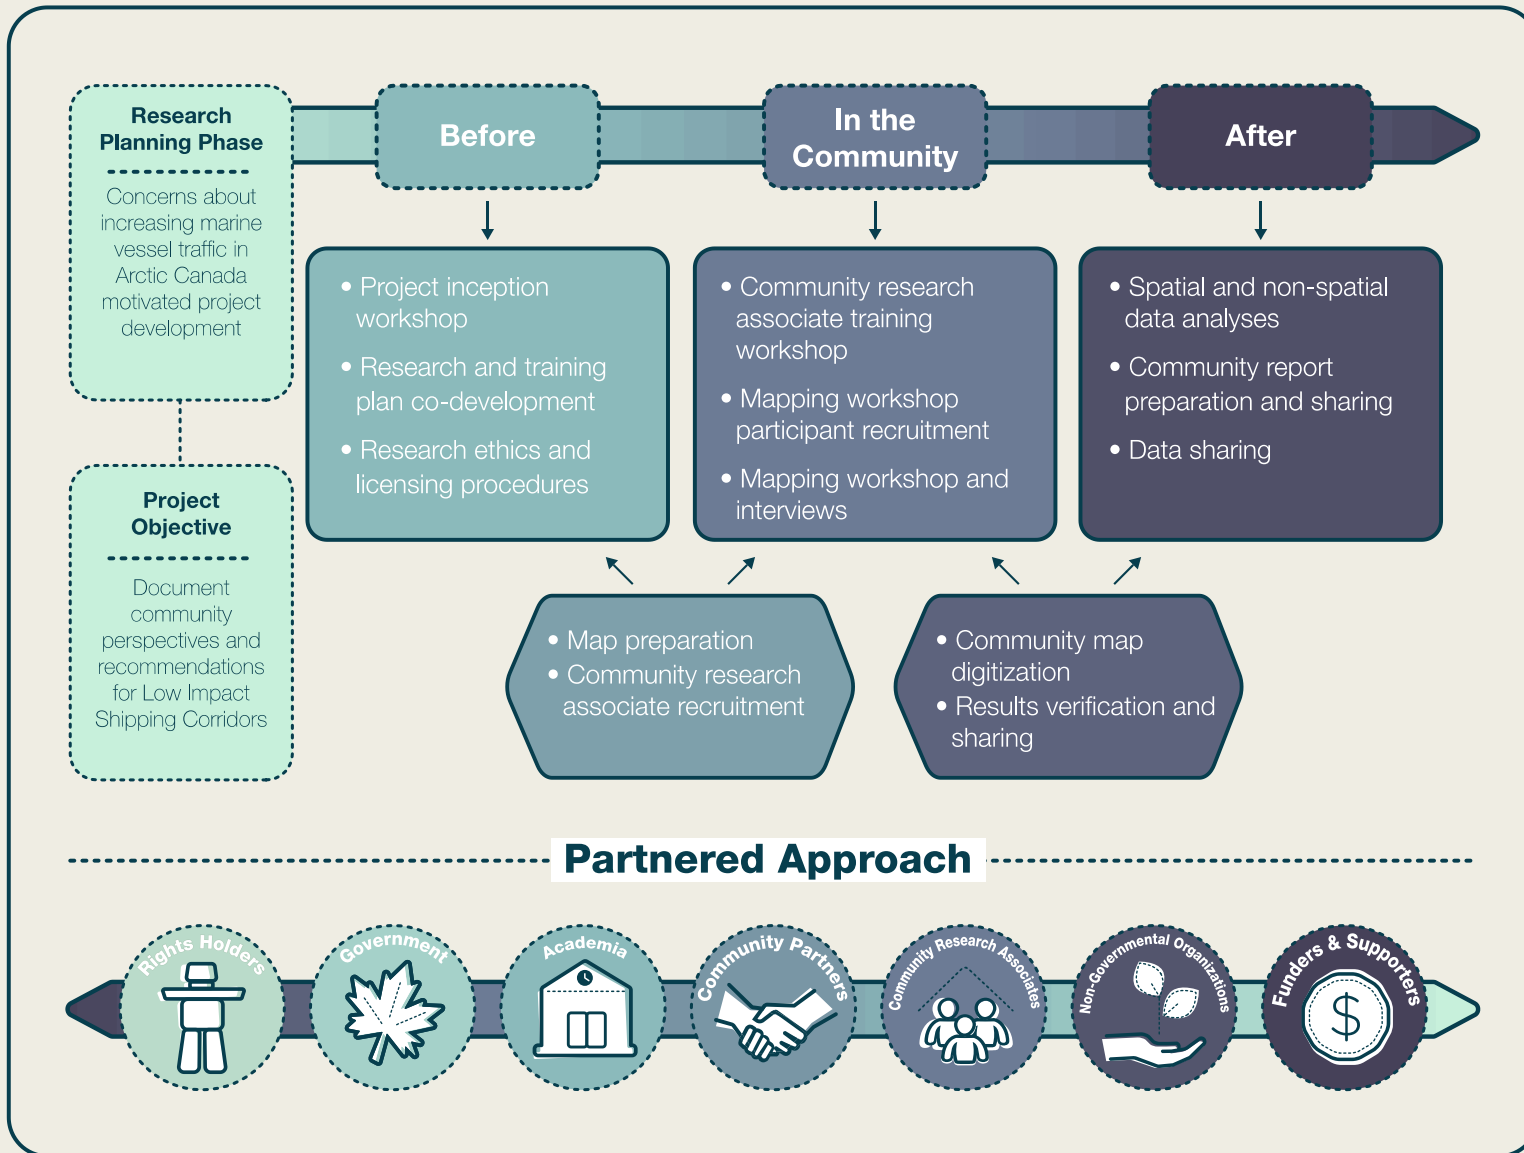 Research
Planning Phase
Concerns about
increasing marine
vessel traffic in
Arctic Canada
motivated project
development
Project
Objective
Document
community
perspectives and
recommendations
for Low Impact
Shipping Corridors
Before
• Project inception
workshop
• Research and training
plan co-development
• Research ethics and
licensing procedures
In the
Community
• Community research
associate training
workshop
• Mapping workshop
participant recruitment
• Mapping workshop and
interviews
After
• Spatial and non-spatial
data analyses
• Community report
preparation and sharing
• Data sharing
• Map preparation
• Community research
associate recruitment
• Community map
digitization
• Results verification and
sharing
Partnered Approach
Rights Holders
Government
Academia
Community Partners
Community Research Associates
Non-Governmental Organizations
Funders & Supporters
$